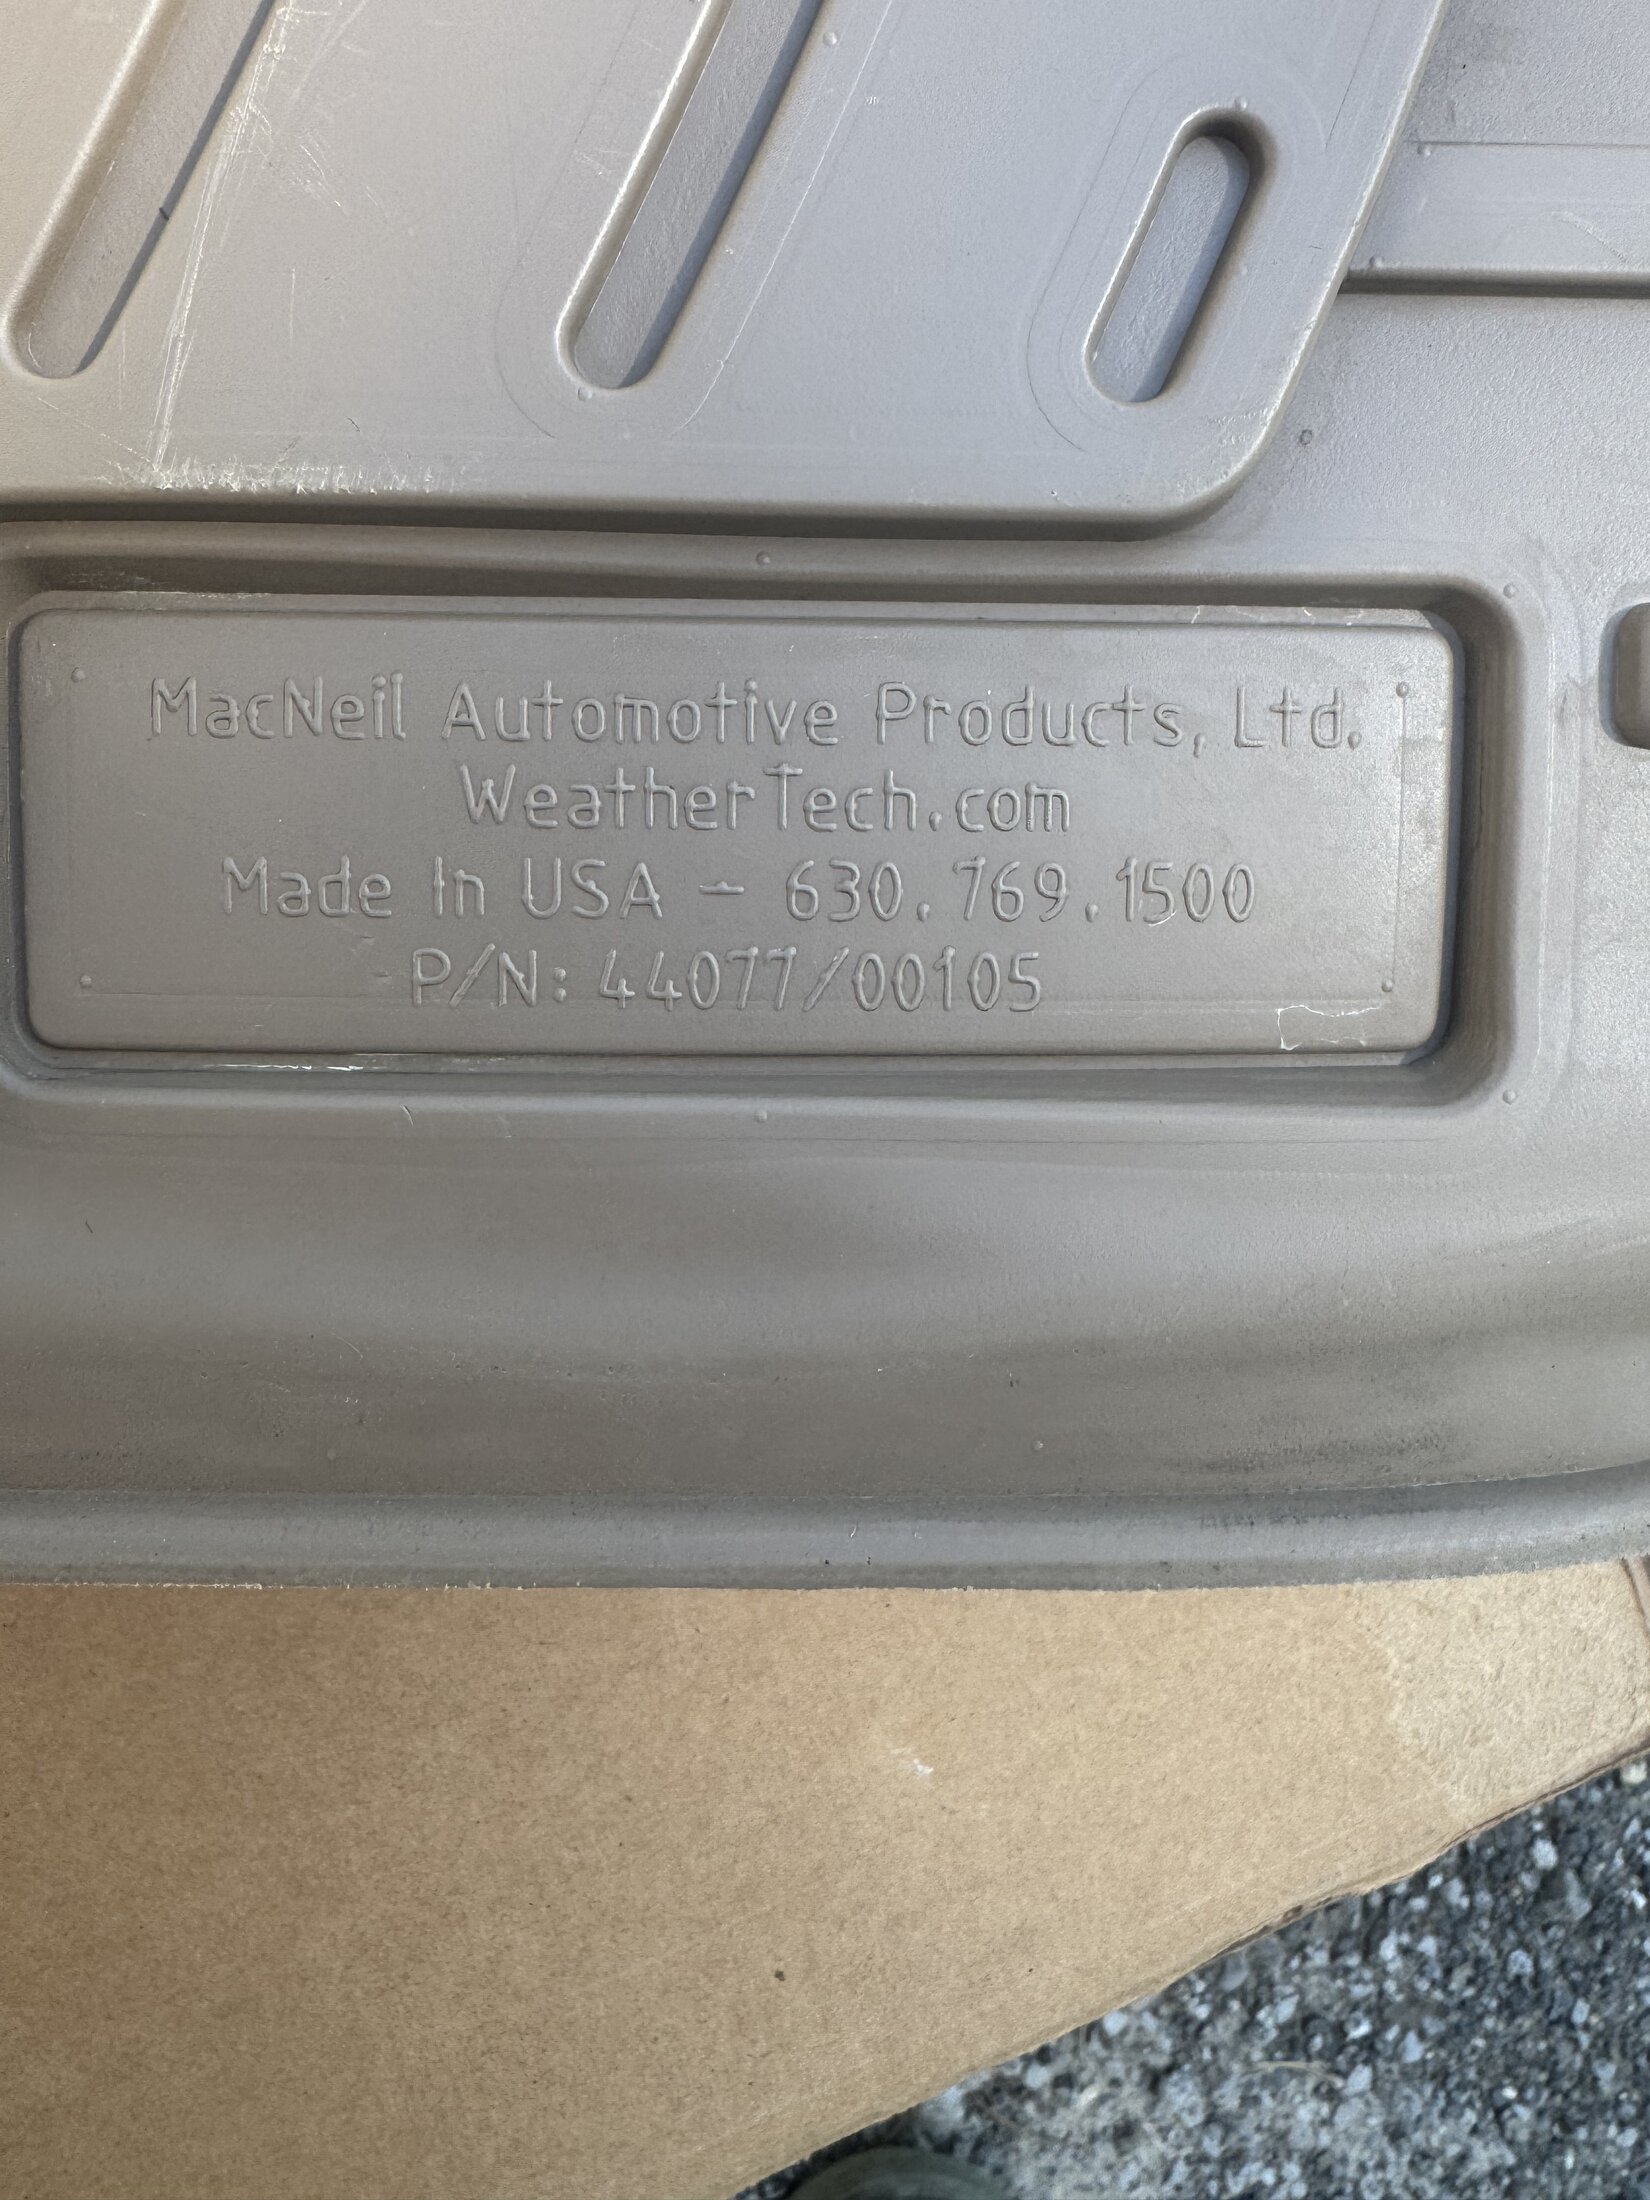 MacNeil Automotive Products, Ltd.
WeatherTech.com
Made In USA - 630.769.1500
P/N: 44077/00105